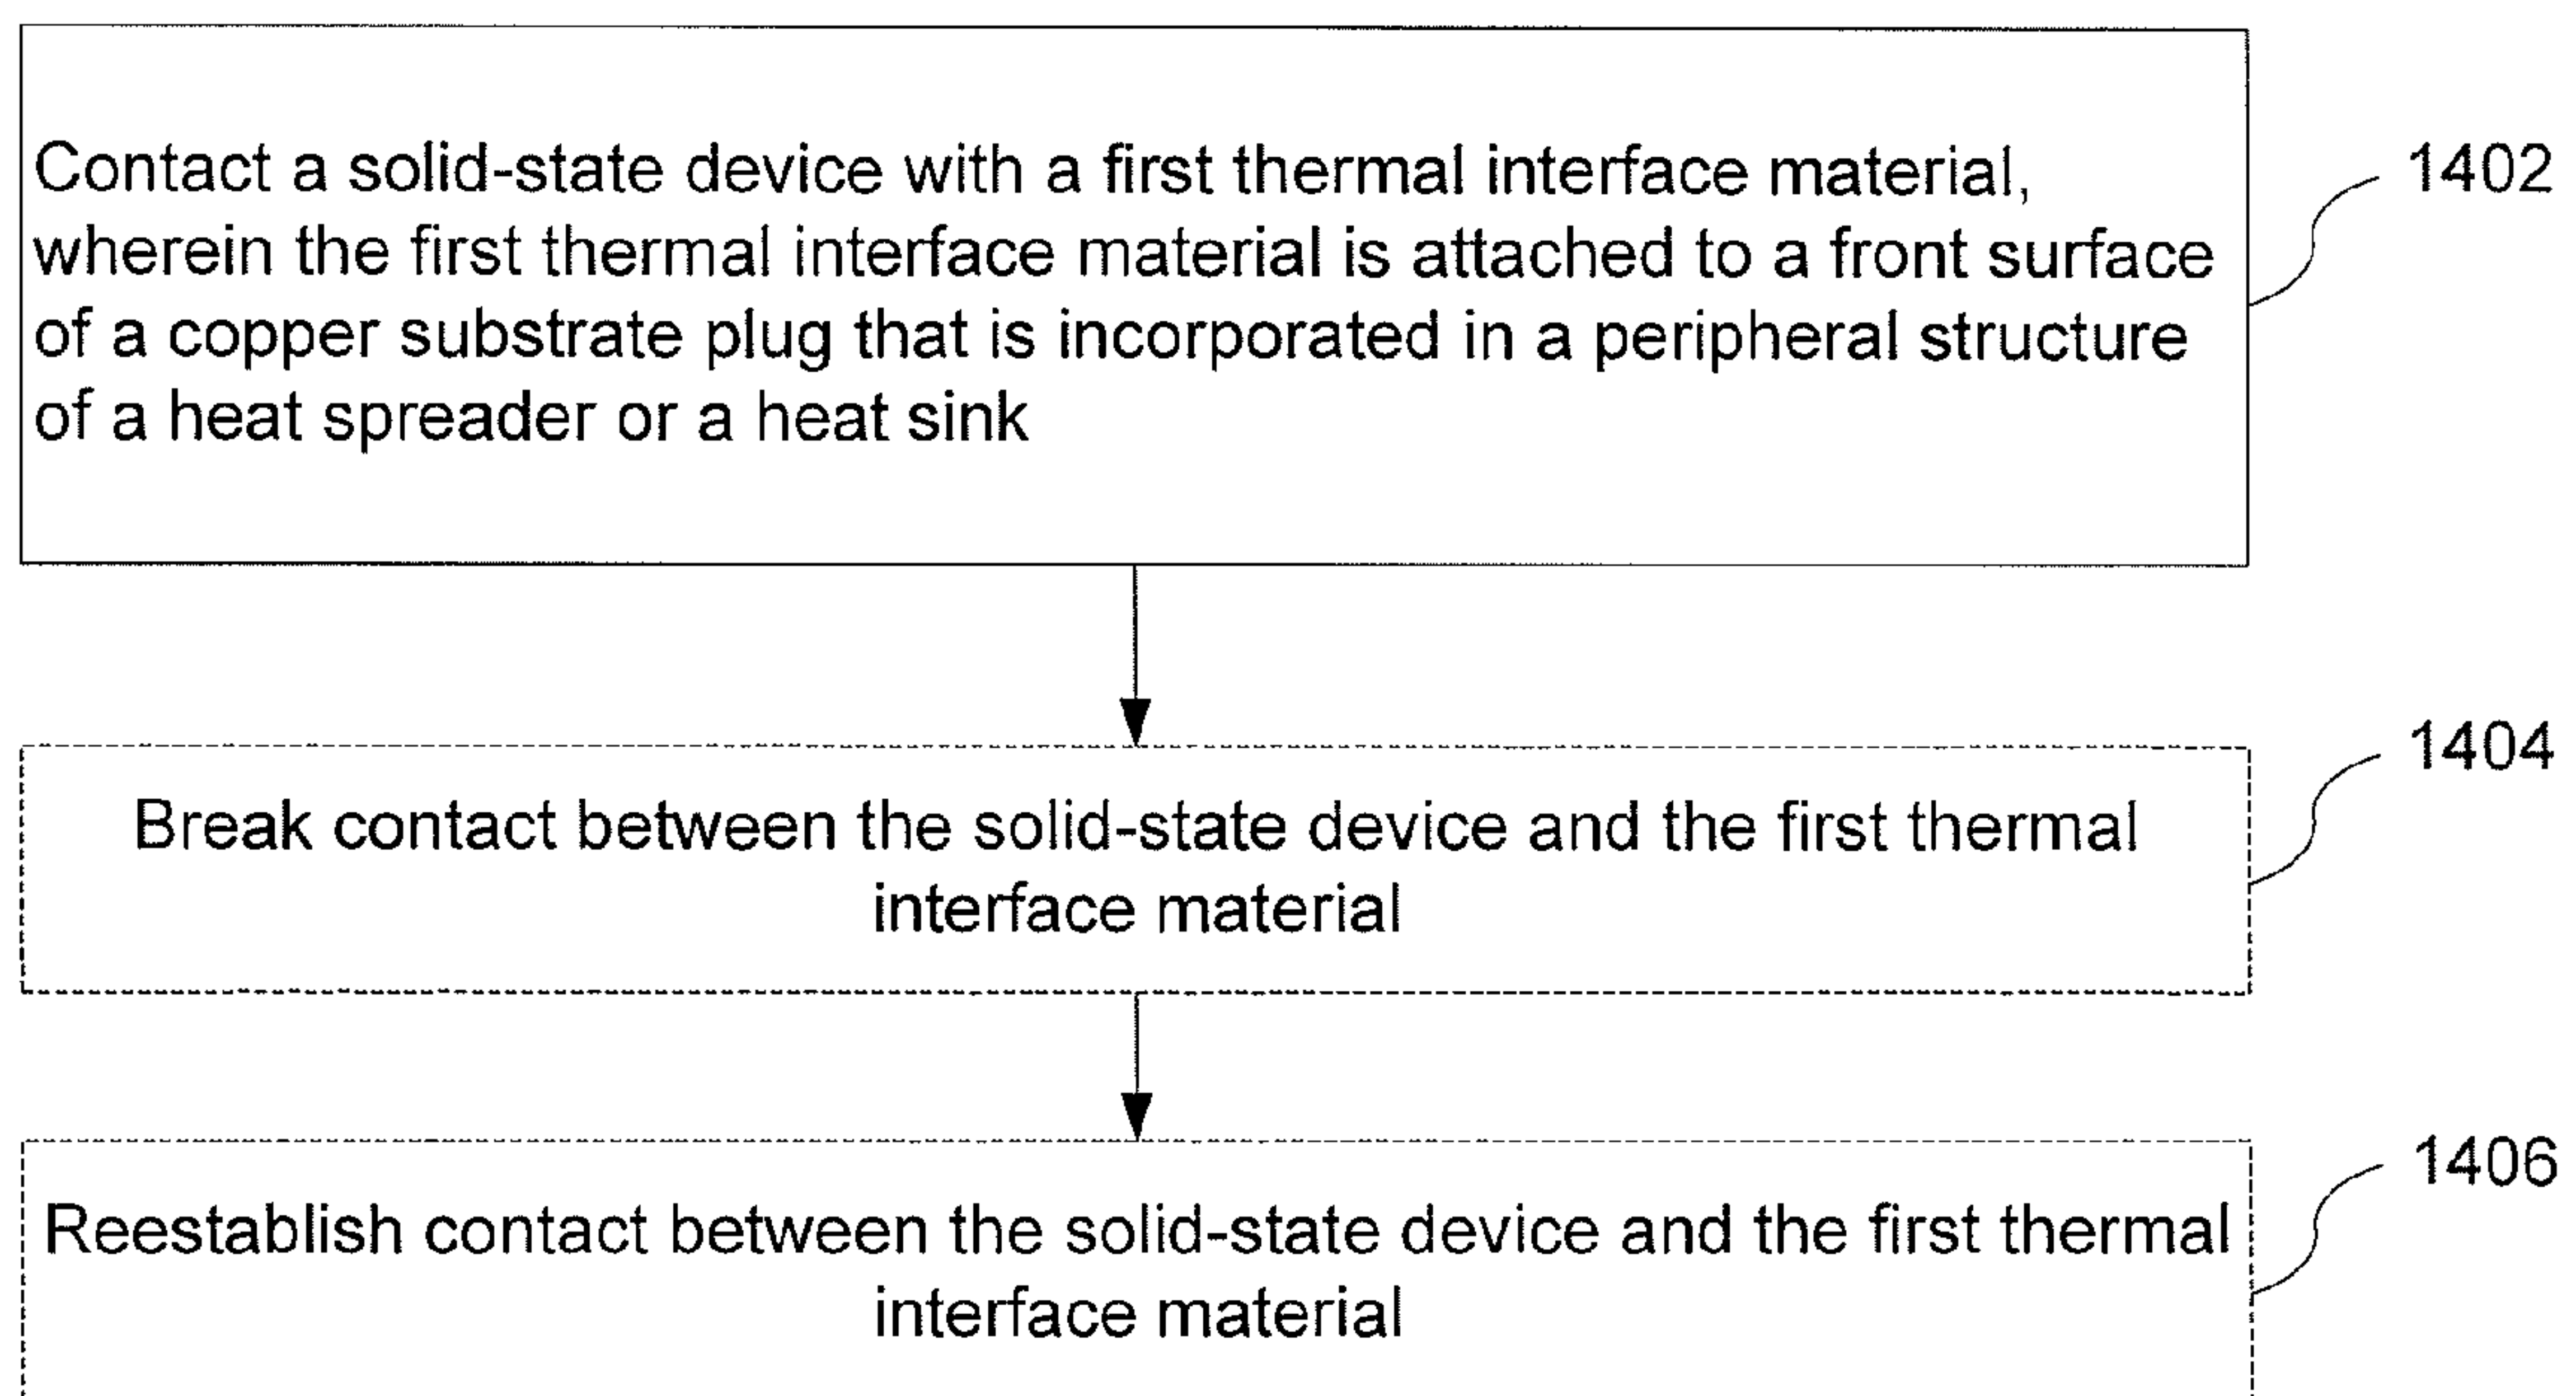 Contact a solid-state device with a first thermal interface material,
wherein the first thermal interface material is attached to a front surface
of a copper substrate plug that is incorporated in a peripheral structure
of a heat spreader or a heat sink
1402
Break contact between the solid-state device and the first thermal
interface material
1404
Reestablish contact between the solid-state device and the first thermal
interface material
1406